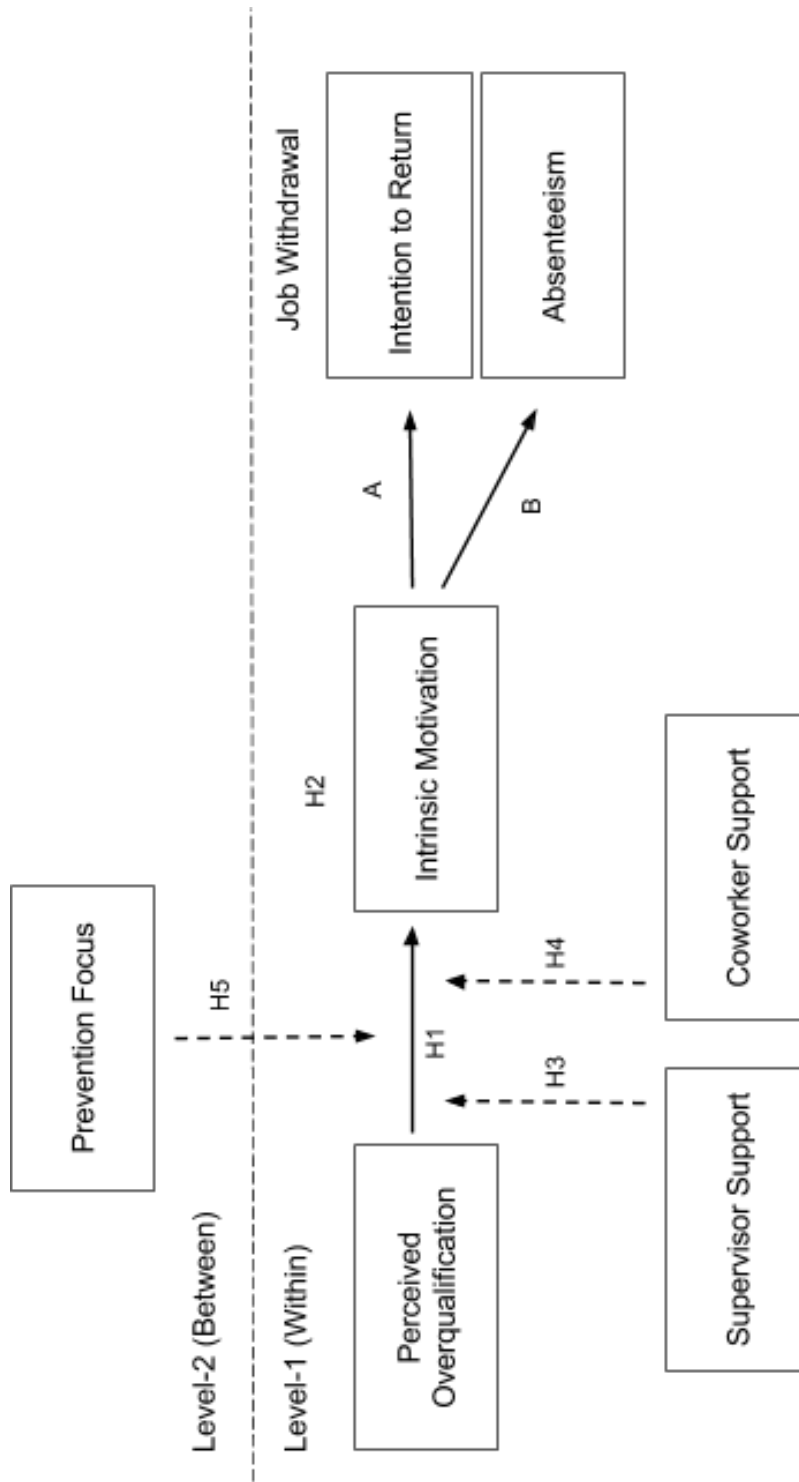 Prevention Focus
Level-2 (Between)
H5
Level-1 (Within)
Job Withdrawal
H2
Perceived
Overqualification
H1
Intrinsic Motivation
A
B
Intention to Return
Absenteeism
H3
H4
Supervisor Support
Coworker Support